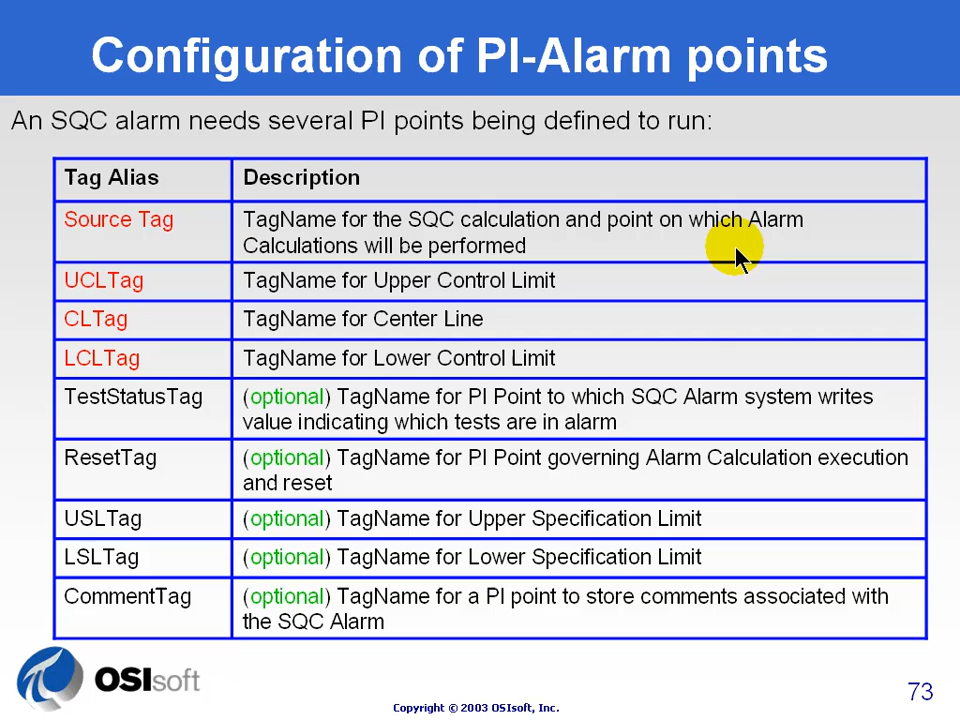 Configuration of PI-Alarm points
An SQC alarm needs several PI points being defined to run:
Tag Alias Description
Source Tag TagName for the SQC calculation and point on which Alarm
Calculations will be performed
UCLTag TagName for Upper Control Limit
CLTag TagName for Center Line
LCLTag TagName for Lower Control Limit
TestStatusTag (optional) TagName for PI Point to which SQC Alarm system writes
value indicating which tests are in alarm
ResetTag (optional) TagName for PI Point governing Alarm Calculation execution
and reset
USLTag (optional) TagName for Upper Specification Limit
LSLTag (optional) TagName for Lower Specification Limit
CommentTag (optional) TagName for a PI point to store comments associated with
the SQC Alarm
OSIsoft
73
Copyright © 2003 OSIsoft, Inc.